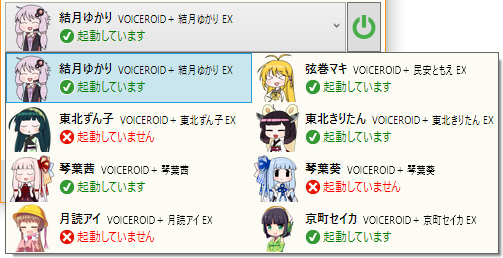 結月ゆかり VOICEROID+ 結月ゆかり EX
起動しています
結月ゆかり VOICEROID+ 結月ゆかり EX
起動しています
弦巻マキ VOICEROID+ 民安ともえ EX
起動しています
東北ずん子 VOICEROID+ 東北ずん子 EX
起動していません
東北きりたん VOICEROID+ 東北きりたん EX
起動しています
琴葉茜 VOICEROID+ 琴葉茜
起動しています
琴葉葵 VOICEROID+ 琴葉葵
起動していません
月読アイ VOICEROID+ 月読アイ EX
起動していません
京町セイカ VOICEROID+ 京町セイカ EX
起動しています